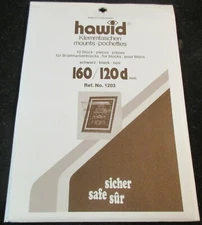 hawid
Klemmtaschen
mounts · pochettes
10 Stück · pieces · pièces
für Briefmarkenblocks · for blocks · pour blocs
schwarz · black · noir
160/120 d
Ref. No. 1203
sicher
safe sûr